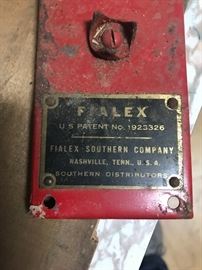 FIALEX
U.S PATENT NO. 1923326
FIALEX-SOUTHERN COMPANY
NASHVILLE, TENN., U.S.A.
SOUTHERN DISTRIBUTORS